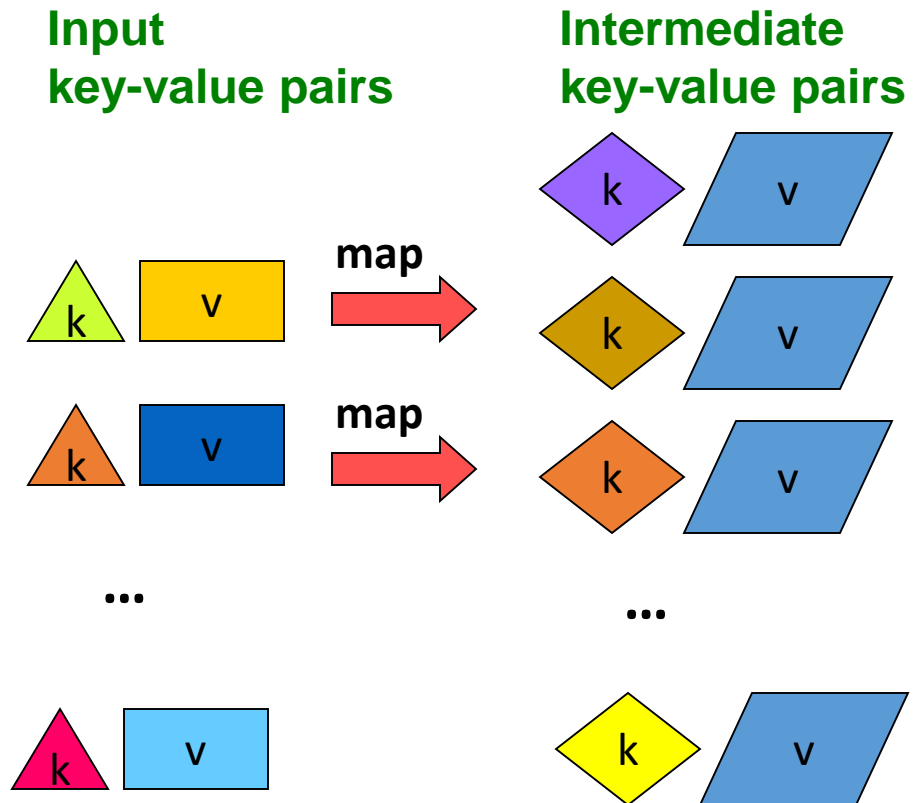 Input
key-value pairs
Intermediate
key-value pairs
k v
map
k v
k v
map
k v
k v
k v
...
...
k v
k v